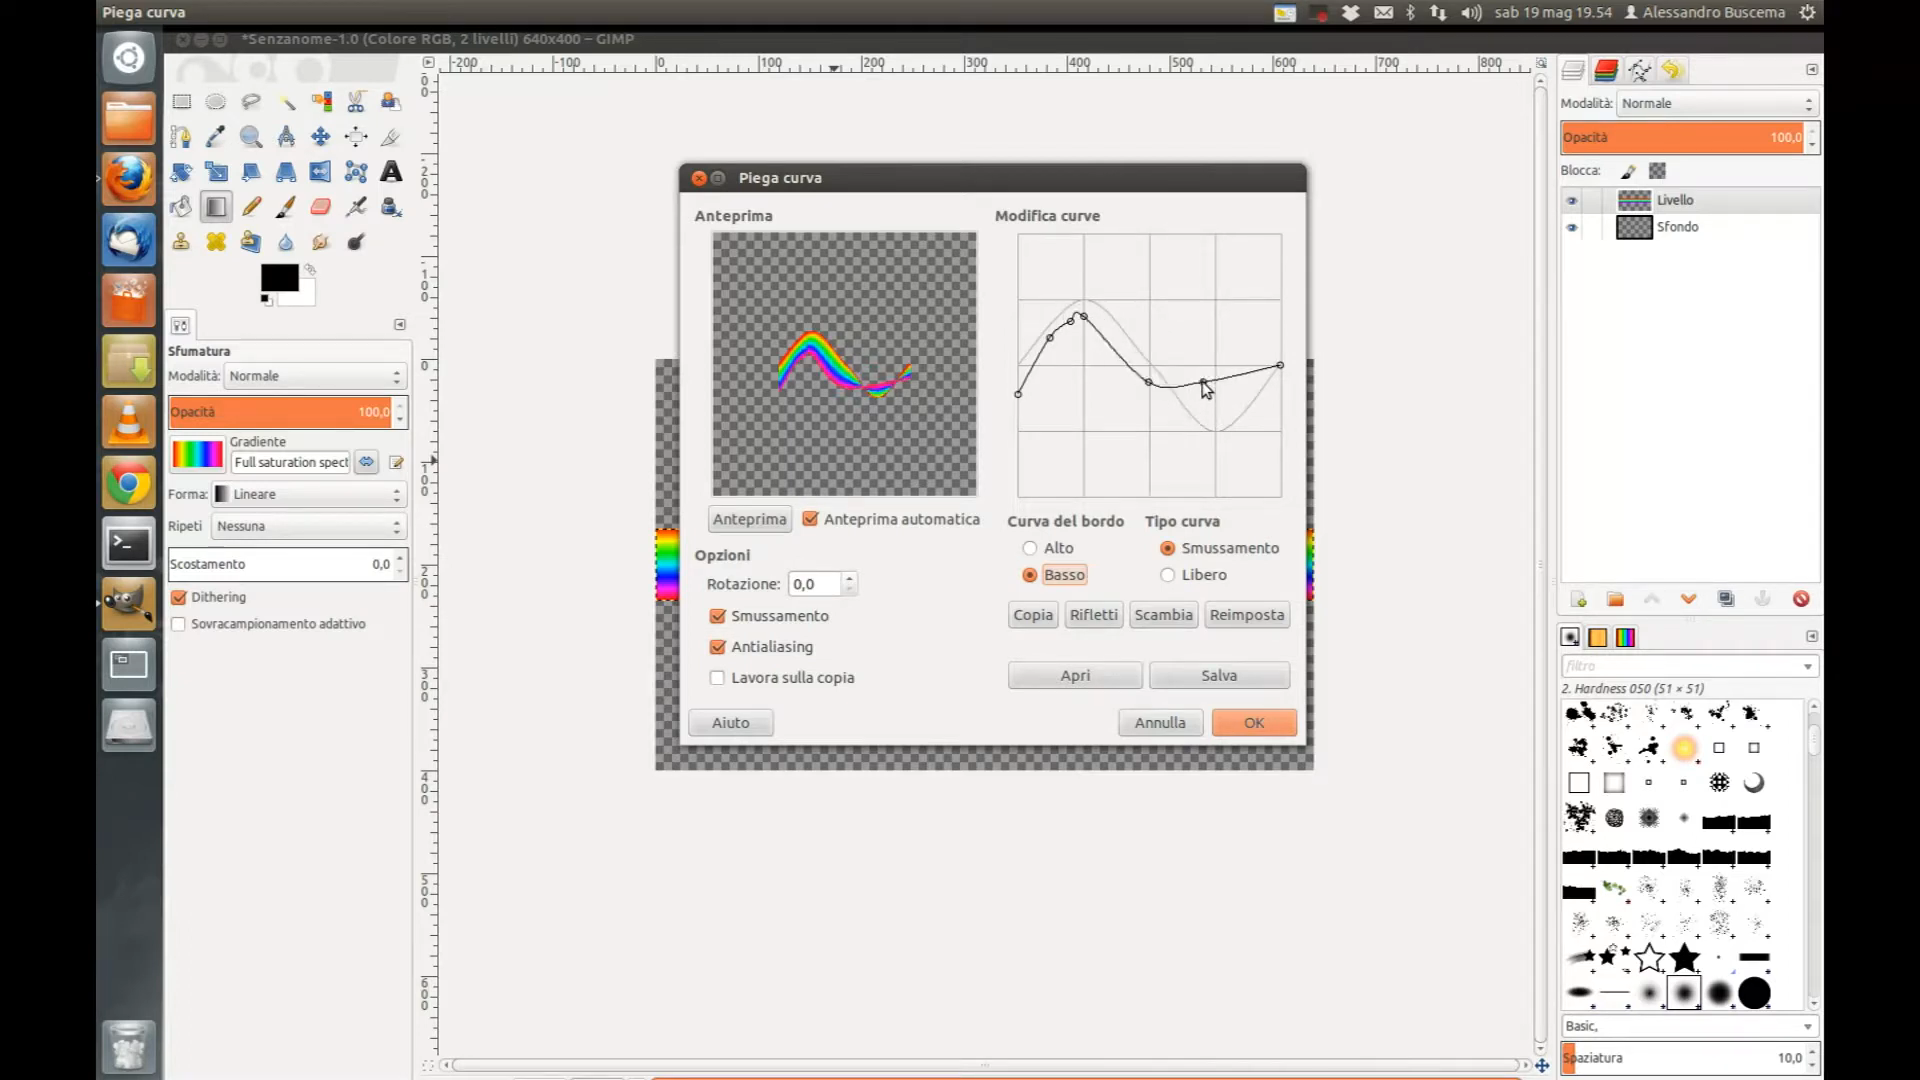 Piega curva
sab 19 mag 19.54
Alessandro Buscema
*Senzanome-1.0 (Colore RGB, 2 livelli) 640x400 – GIMP
-200
-100
0
100
200
300
400
500
600
700
800
Sfumatura
Modalità:
Normale
Opacità
100,0
Gradiente
Full saturation spect
Forma:
Lineare
Ripeti
Nessuna
Scostamento
0,0
Dithering
Sovracampionamento adattivo
Piega curva
Anteprima
Modifica curve
Anteprima
Anteprima automatica
Opzioni
Rotazione:
0,0
Smussamento
Antialiasing
Lavora sulla copia
Curva del bordo
Tipo curva
Alto
Smussamento
Basso
Libero
Copia
Rifletti
Scambia
Reimposta
Apri
Salva
Aiuto
Annulla
OK
Modalità:
Normale
Opacità
100,0
Blocca:
Livello
Sfondo
filtro
2. Hardness 050 (51 × 51)
Basic,
Spaziatura
10,0